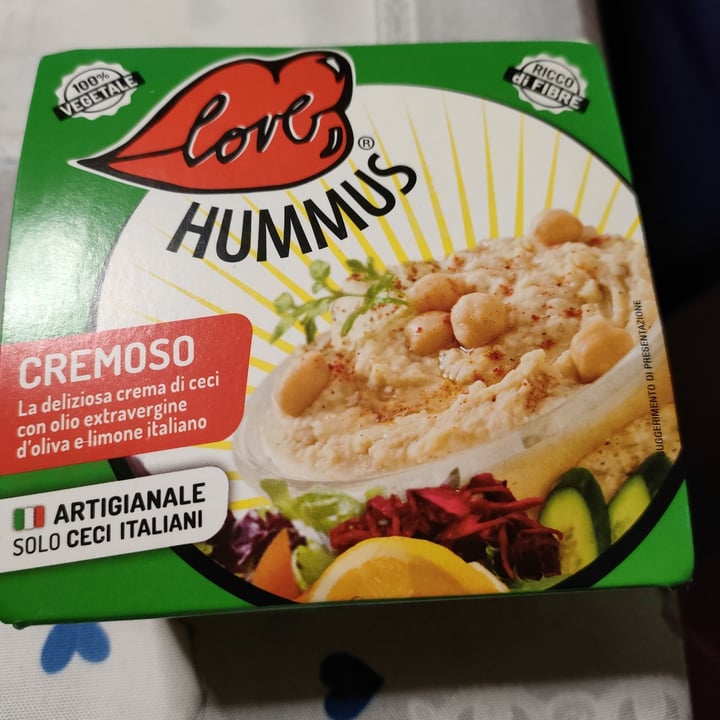 100%
VEGETALE
RICCO
di FIBRE
love
®
HUMMUS
CREMOSO
La deliziosa crema di ceci
con olio extravergine
d'oliva e limone italiano
ARTIGIANALE
SOLO CECI ITALIANI
SUGGERIMENTO DI PRESENTAZIONE